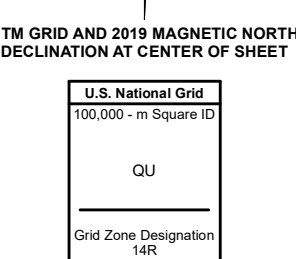 TM GRID AND 2019 MAGNETIC NORTH
DECLINATION AT CENTER OF SHEET
U.S. National Grid
100,000 - m Square ID
QU
Grid Zone Designation
14R